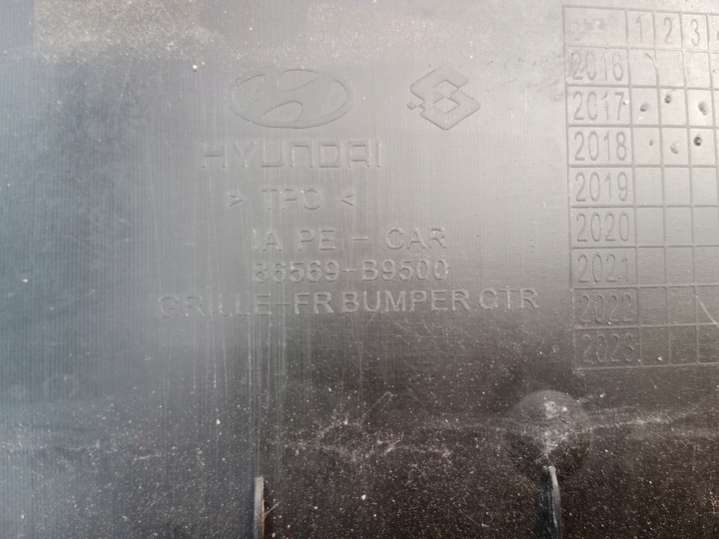 HYUNDAI
> TPO <
IA PE - CAR
86569-B9500
GRILLE-FR BUMPER.CTR
1 2 3
2016
2017
2018
2019
2020
2021
2022
2023